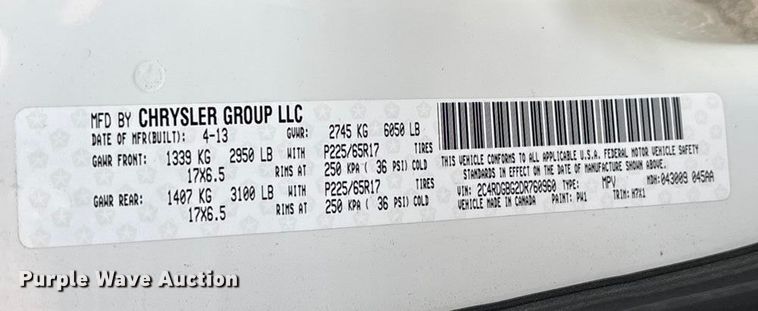 MFD BY CHRYSLER GROUP LLC
DATE OF MFR(BUILT): 4-13 GVWR: 2745 KG 6050 LB
GAWR FRONT: 1339 KG 2950 LB WITH P225/65R17 TIRES
17X6.5 RIMS AT 250 KPA ( 36 PSI) COLD
GAWR REAR: 1407 KG 3100 LB WITH P225/65R17 TIRES
17X6.5 RIMS AT 250 KPA ( 36 PSI) COLD
THIS VEHICLE CONFORMS TO ALL APPLICABLE U.S.A. FEDERAL MOTOR VEHICLE SAFETY
STANDARDS IN EFFECT ON THE DATE OF MANUFACTURE SHOWN ABOVE.
VIN: 2C4RDGBG2DR760960 TYPE: MPV MDH: 043009 045AA
VEHICLE MADE IN CANADA PAINT: PW1 TRIM: H7X1
Purple Wave Auction